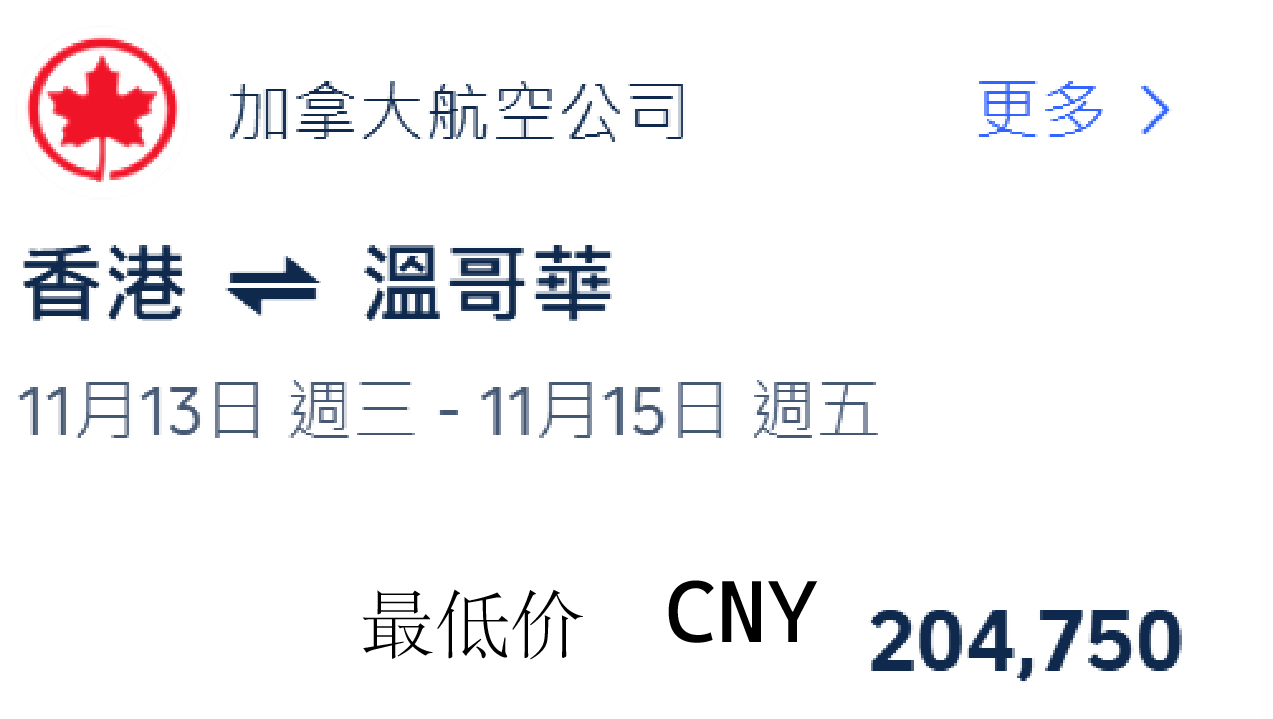 加拿大航空公司 更多
香港 ⇌ 溫哥華
11月13日 週三 - 11月15日 週五
最低价 CNY 204,750